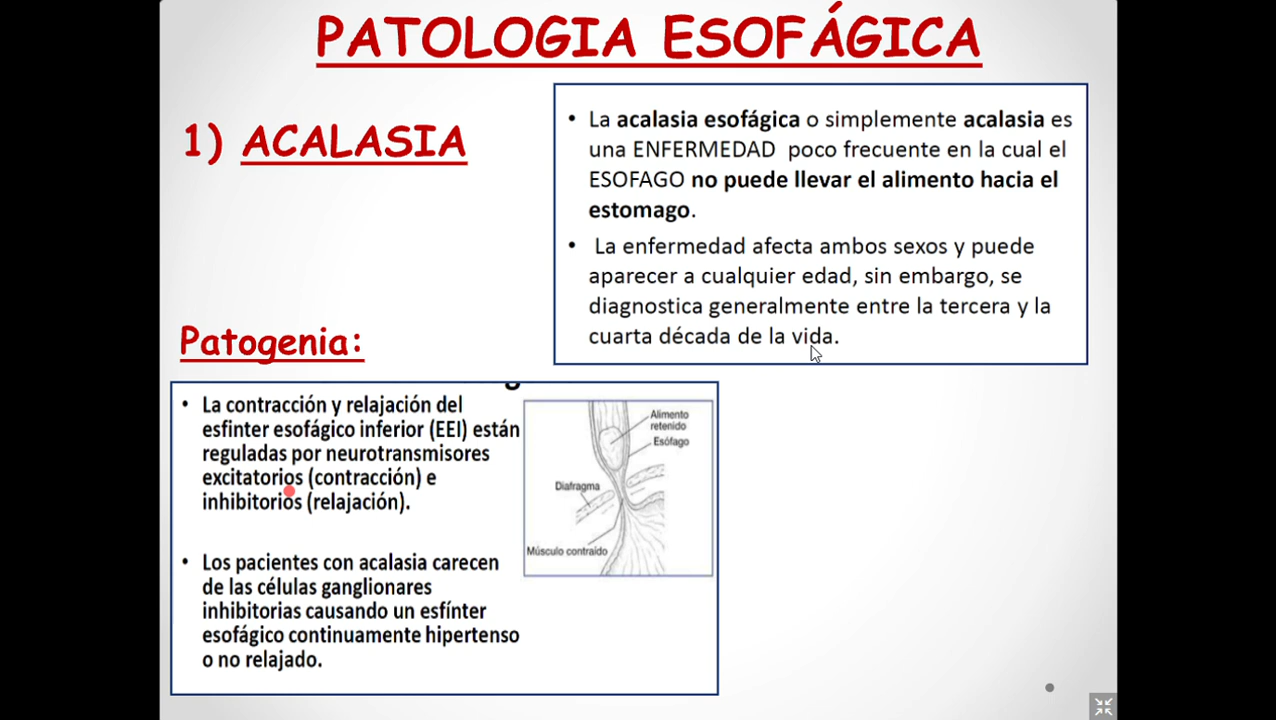 PATOLOGIA ESOFÁGICA
1) ACALASIA
• La acalasia esofágica o simplemente acalasia es
una ENFERMEDAD poco frecuente en la cual el
ESOFAGO no puede llevar el alimento hacia el
estomago.
• La enfermedad afecta ambos sexos y puede
aparecer a cualquier edad, sin embargo, se
diagnostica generalmente entre la tercera y la
cuarta década de la vida.
Patogenia:
• La contracción y relajación del
esfinter esofágico inferior (EEI) están
reguladas por neurotransmisores
excitatorios (contracción) e
inhibitorios (relajación).
• Los pacientes con acalasia carecen
de las células ganglionares
inhibitorias causando un esfínter
esofágico continuamente hipertenso
o no relajado.
Alimento
retenido
Esófago
Diafragma
Músculo contraído